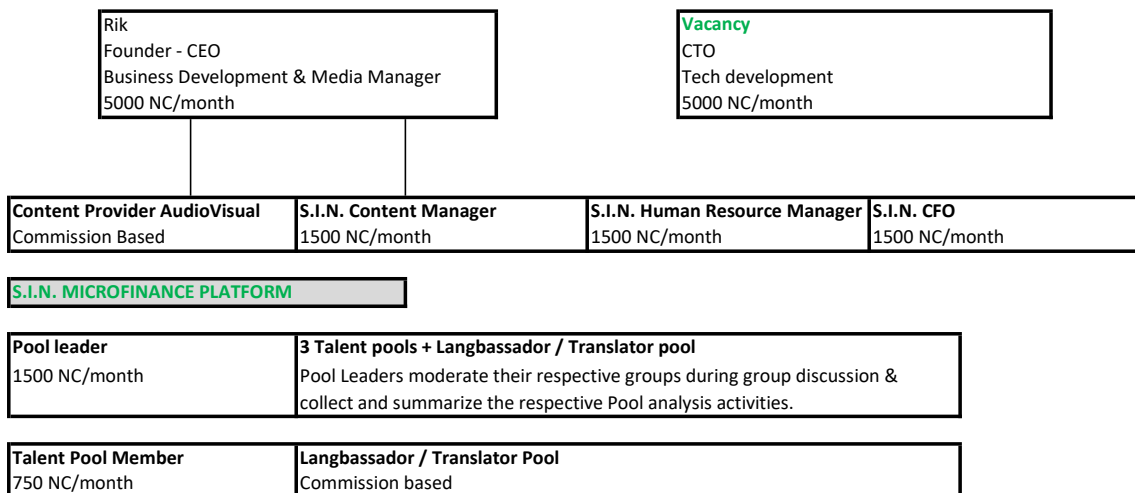 Rik
Founder - CEO
Business Development & Media Manager
5000 NC/month
Vacancy
CTO
Tech development
5000 NC/month
Content Provider AudioVisual
Commission Based
S.I.N. Content Manager
1500 NC/month
S.I.N. Human Resource Manager
1500 NC/month
S.I.N. CFO
1500 NC/month
S.I.N. MICROFINANCE PLATFORM
Pool leader
1500 NC/month
3 Talent pools + Langbassador / Translator pool
Pool Leaders moderate their respective groups during group discussion &
collect and summarize the respective Pool analysis activities.
Talent Pool Member
750 NC/month
Langbassador / Translator Pool
Commission based